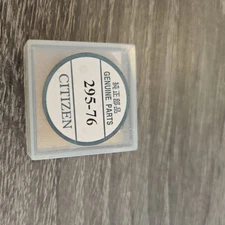 純正部品
GENUINE PARTS
295-76
CITIZEN